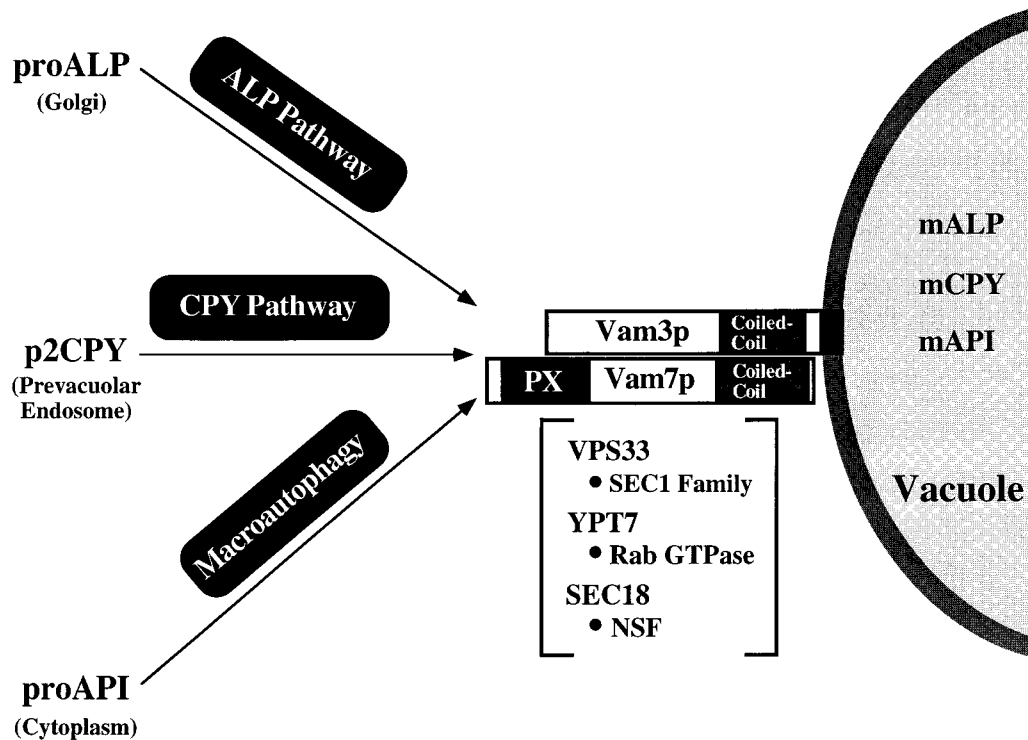 proALP
(Golgi)
ALP Pathway
CPY Pathway
p2CPY
(Prevacuolar
Endosome)
Macroautophagy
proAPI
(Cytoplasm)
Vam3p
Coiled-
Coil
PX
Vam7p
Coiled-
Coil
VPS33
• SEC1 Family
YPT7
• Rab GTPase
SEC18
• NSF
mALP
mCPY
mAPI
Vacuole